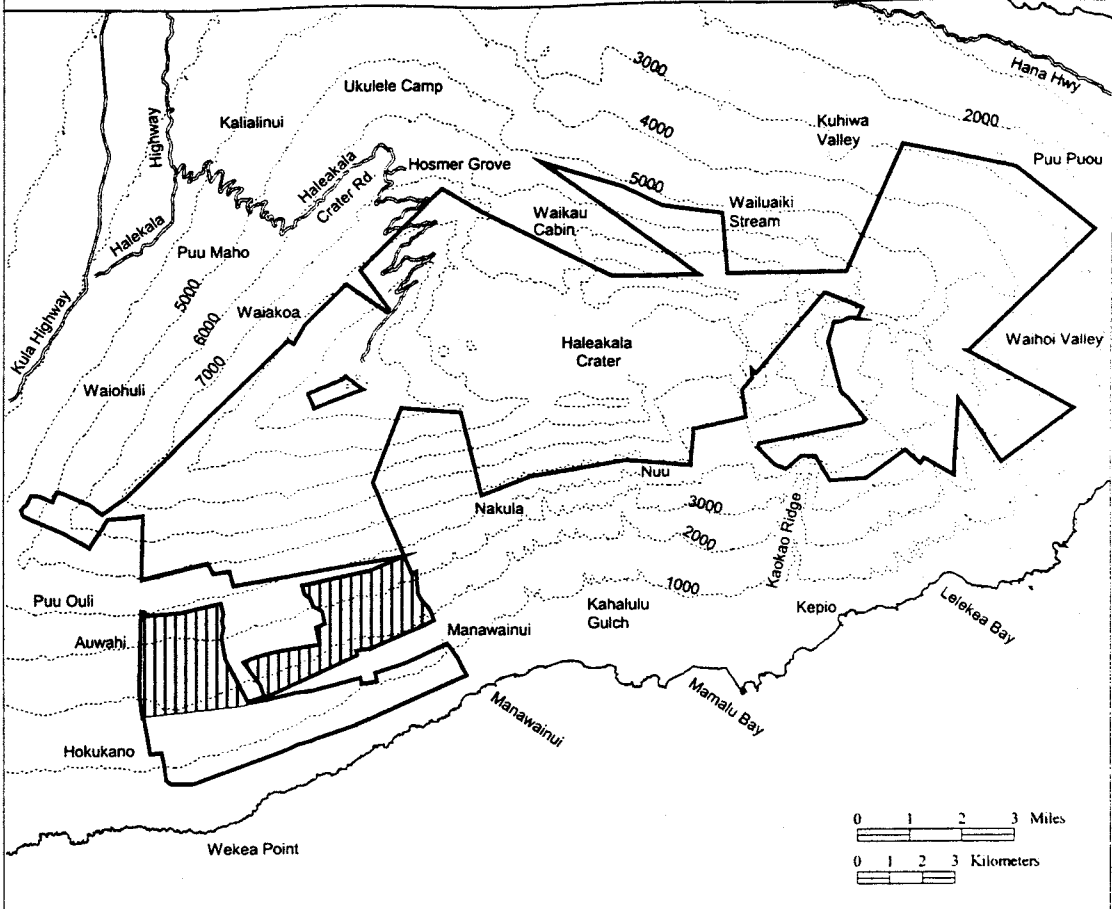 3000
Hana Hwy
Ukulele Camp
Kalialinui
Highway
4000
Kuhiwa
Valley
2000
Puu Puou
Haleakala
Crater Rd.
Hosmer Grove
5000
Waikau
Cabin
Wailuaiki
Stream
Halekala
Puu Maho
5000
Kula Highway
6000
Waiakoa
7000
Haleakala
Crater
Waihoi Valley
Waiohuli
Nuu
Nakula
3000
2000
Kaokao Ridge
1000
Puu Ouli
Auwahi
Manawainui
Kahalulu
Gulch
Kepio
Lelekea Bay
Mamalu Bay
Manawainui
Hokukano
Wekea Point
0 1 2 3 Miles
0 1 2 3 Kilometers